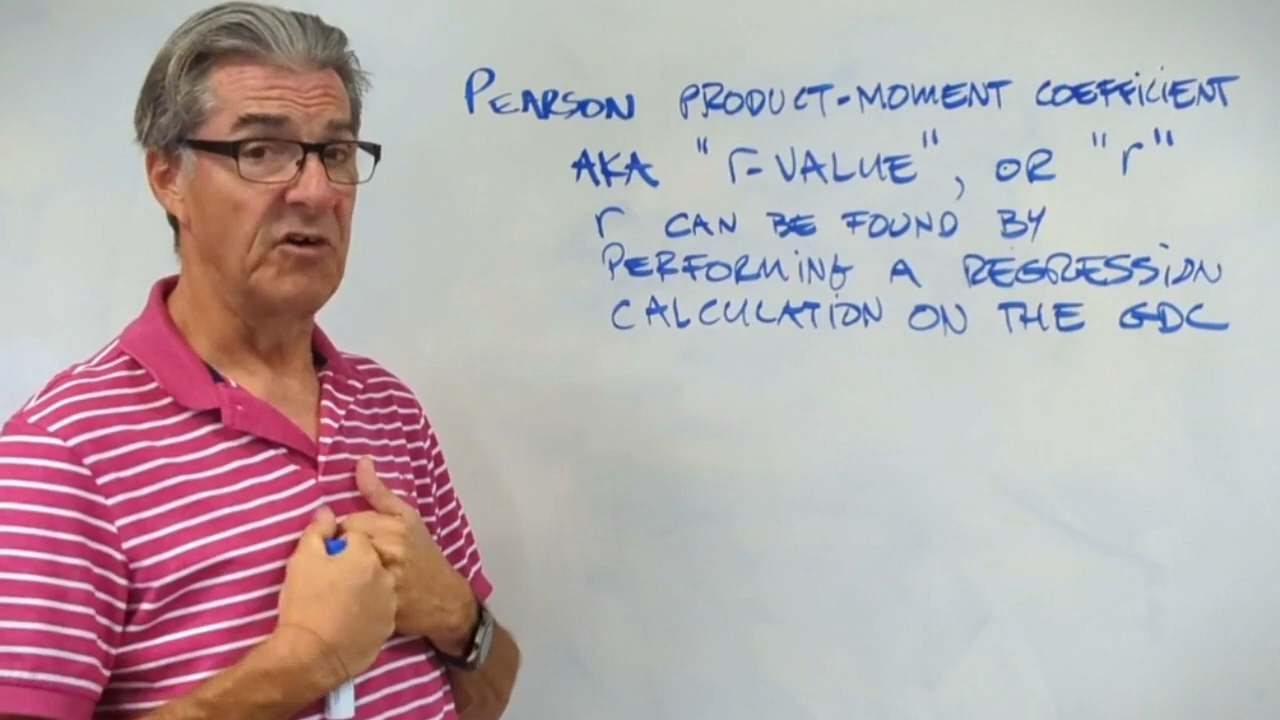 PEARSON PRODUCT-MOMENT COEFFICIENT
AKA "r-VALUE", OR "r"
r CAN BE FOUND BY
PERFORMING A REGRESSION
CALCULATION ON THE GDC